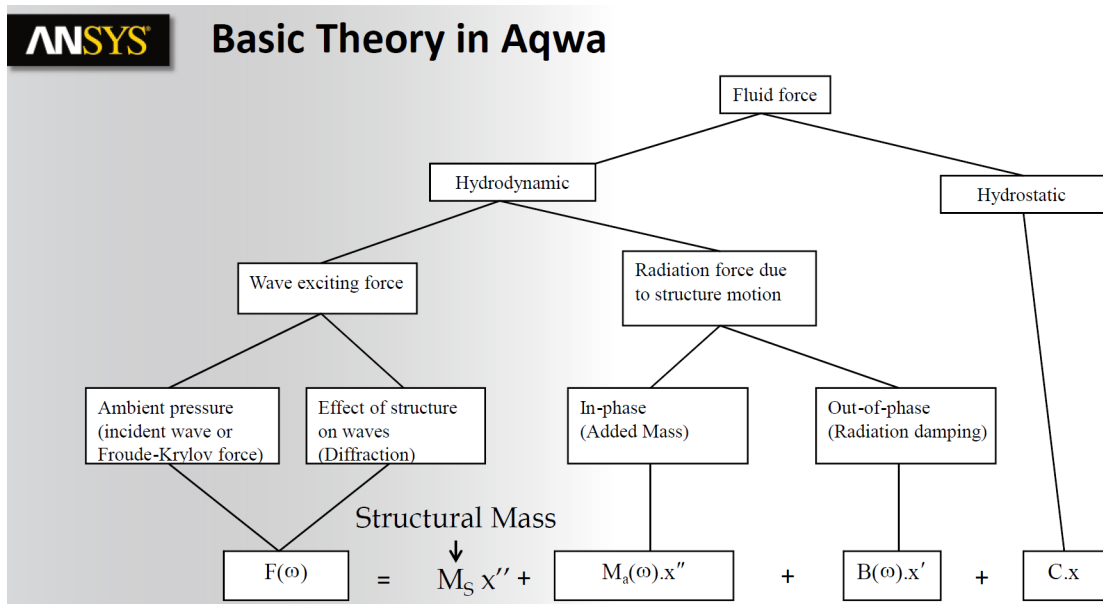 ANSYS®
Basic Theory in Aqwa
Fluid force
Hydrodynamic
Hydrostatic
Wave exciting force
Radiation force due
to structure motion
Ambient pressure
(incident wave or
Froude-Krylov force)
Effect of structure
on waves
(Diffraction)
In-phase
(Added Mass)
Out-of-phase
(Radiation damping)
Structural Mass
F(ω) = M_S x′′ + M_a(ω).x″ + B(ω).x′ + C.x